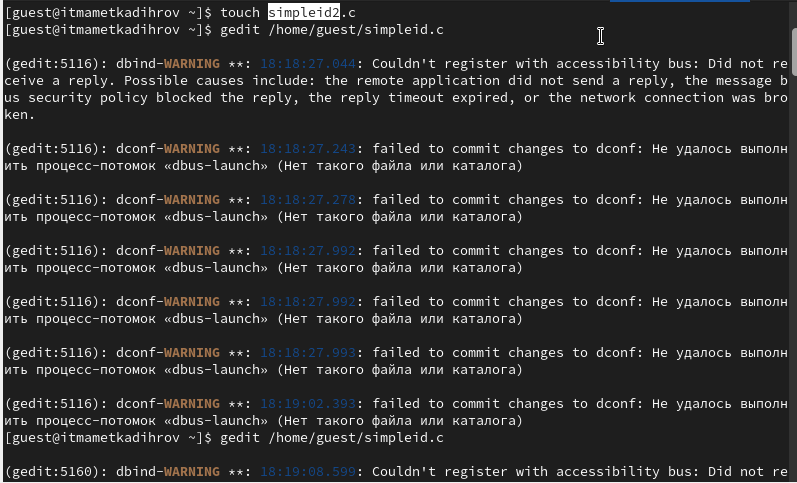 [guest@itmametkadihrov ~]$ touch simpleid2.c
[guest@itmametkadihrov ~]$ gedit /home/guest/simpleid.c
(gedit:5116): dbind-WARNING **: 18:18:27.044: Couldn't register with accessibility bus: Did not re
ceive a reply. Possible causes include: the remote application did not send a reply, the message b
us security policy blocked the reply, the reply timeout expired, or the network connection was bro
ken.
(gedit:5116): dconf-WARNING **: 18:18:27.243: failed to commit changes to dconf: Не удалось выполн
ить процесс-потомок «dbus-launch» (Нет такого файла или каталога)
(gedit:5116): dconf-WARNING **: 18:18:27.278: failed to commit changes to dconf: Не удалось выполн
ить процесс-потомок «dbus-launch» (Нет такого файла или каталога)
(gedit:5116): dconf-WARNING **: 18:18:27.992: failed to commit changes to dconf: Не удалось выполн
ить процесс-потомок «dbus-launch» (Нет такого файла или каталога)
(gedit:5116): dconf-WARNING **: 18:18:27.992: failed to commit changes to dconf: Не удалось выполн
ить процесс-потомок «dbus-launch» (Нет такого файла или каталога)
(gedit:5116): dconf-WARNING **: 18:18:27.993: failed to commit changes to dconf: Не удалось выполн
ить процесс-потомок «dbus-launch» (Нет такого файла или каталога)
(gedit:5116): dconf-WARNING **: 18:19:02.393: failed to commit changes to dconf: Не удалось выполн
ить процесс-потомок «dbus-launch» (Нет такого файла или каталога)
[guest@itmametkadihrov ~]$ gedit /home/guest/simpleid.c
(gedit:5160): dbind-WARNING **: 18:19:08.599: Couldn't register with accessibility bus: Did not re